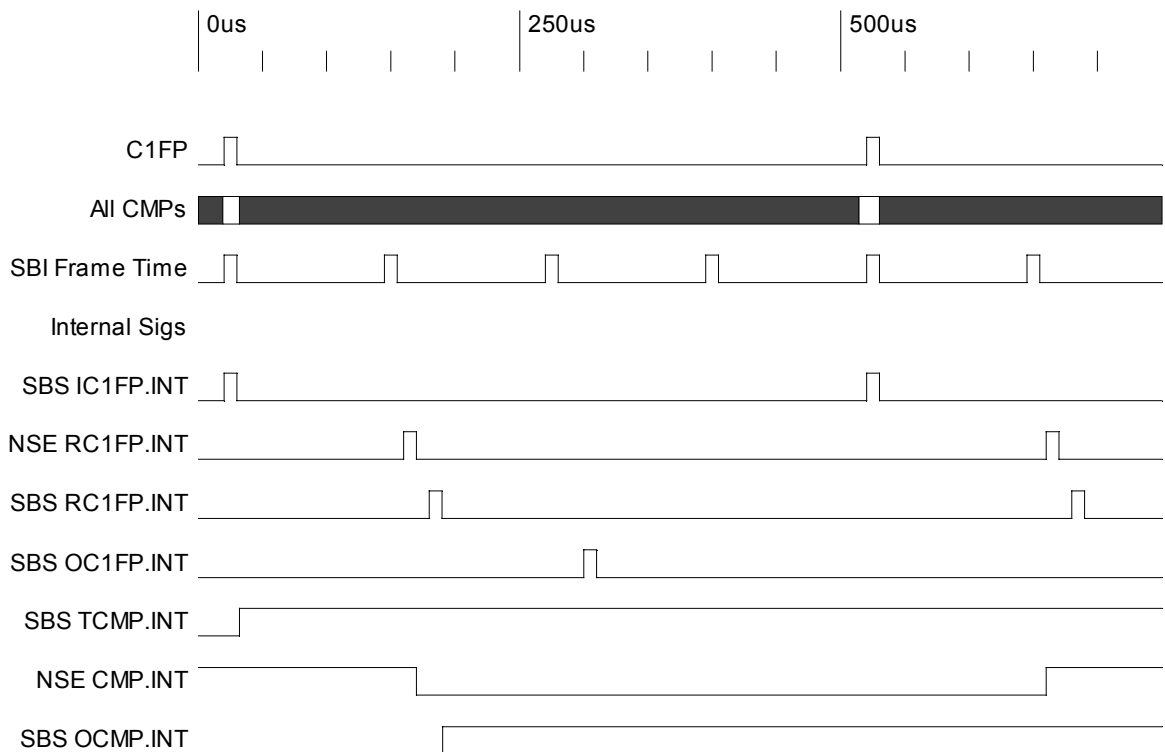 0us 250us 500us
C1FP
All CMPs
SBI Frame Time
Internal Sigs
SBS IC1FP.INT
NSE RC1FP.INT
SBS RC1FP.INT
SBS OC1FP.INT
SBS TCMP.INT
NSE CMP.INT
SBS OCMP.INT